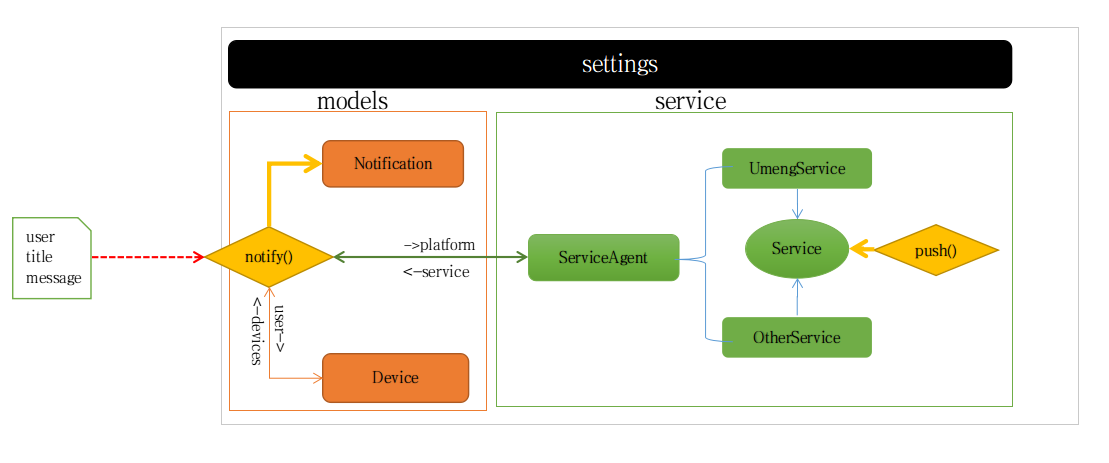 settings
models
service
Notification
UmengService
user
title
message
notify()
->platform
<-service
ServiceAgent
Service
push()
user->
<-devices
OtherService
Device